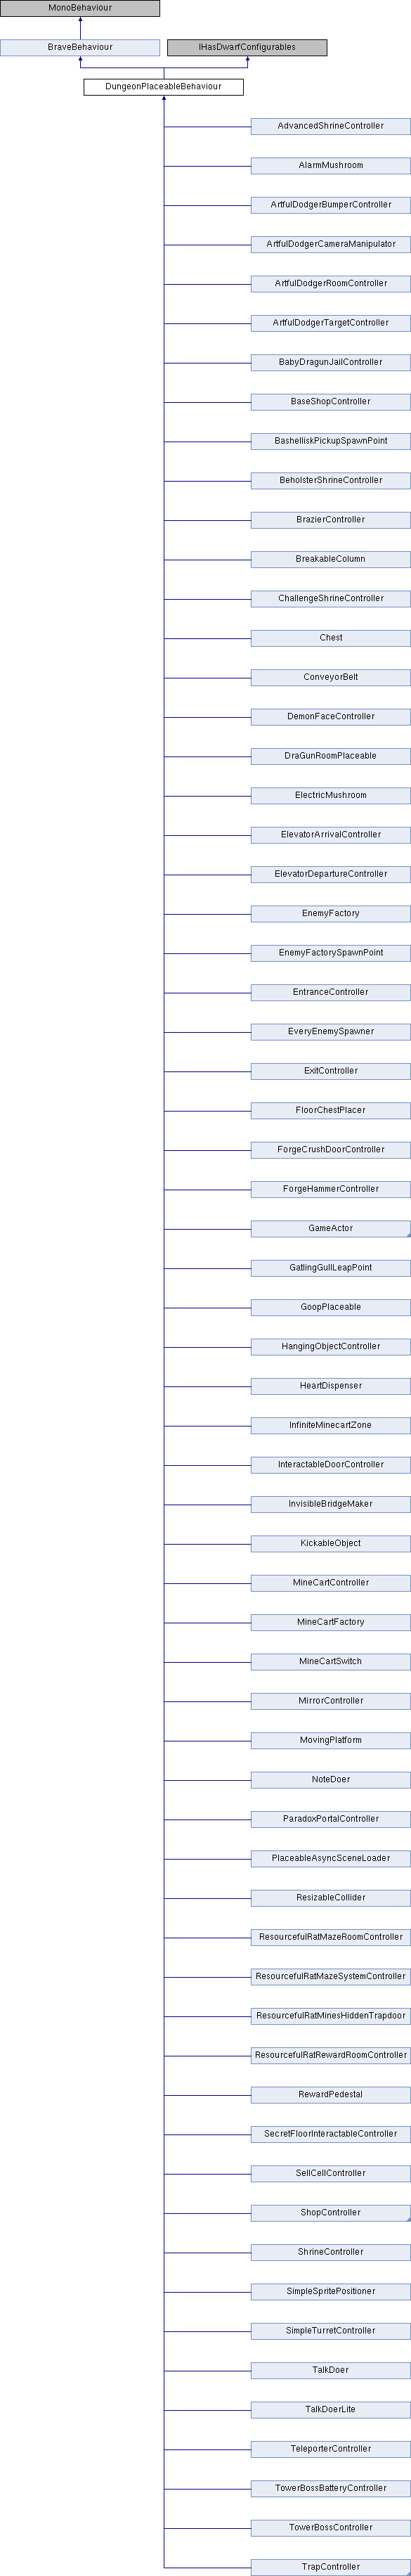 MonoBehaviour
BraveBehaviour
IHasDwarfConfigurables
DungeonPlaceableBehaviour
AdvancedShrineController
AlarmMushroom
ArtfulDodgerBumperController
ArtfulDodgerCameraManipulator
ArtfulDodgerRoomController
ArtfulDodgerTargetController
BabyDragunJailController
BaseShopController
BashelliskPickupSpawnPoint
BeholsterShrineController
BrazierController
BreakableColumn
ChallengeShrineController
Chest
ConveyorBelt
DemonFaceController
DraGunRoomPlaceable
ElectricMushroom
ElevatorArrivalController
ElevatorDepartureController
EnemyFactory
EnemyFactorySpawnPoint
EntranceController
EveryEnemySpawner
ExitController
FloorChestPlacer
ForgeCrushDoorController
ForgeHammerController
GameActor
GatlingGullLeapPoint
GoopPlaceable
HangingObjectController
HeartDispenser
InfiniteMinecartZone
InteractableDoorController
InvisibleBridgeMaker
KickableObject
MineCartController
MineCartFactory
MineCartSwitch
MirrorController
MovingPlatform
NoteDoer
ParadoxPortalController
PlaceableAsyncSceneLoader
ResizableCollider
ResourcefulRatMazeRoomController
ResourcefulRatMazeSystemController
ResourcefulRatMinesHiddenTrapdoor
ResourcefulRatRewardRoomController
RewardPedestal
SecretFloorInteractableController
SellCellController
ShopController
ShrineController
SimpleSpritePositioner
SimpleTurretController
TalkDoer
TalkDoerLite
TeleporterController
TowerBossBatteryController
TowerBossController
TrapController